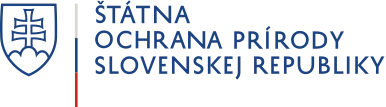 ŠTÁTNA
OCHRANA PRÍRODY
SLOVENSKEJ REPUBLIKY